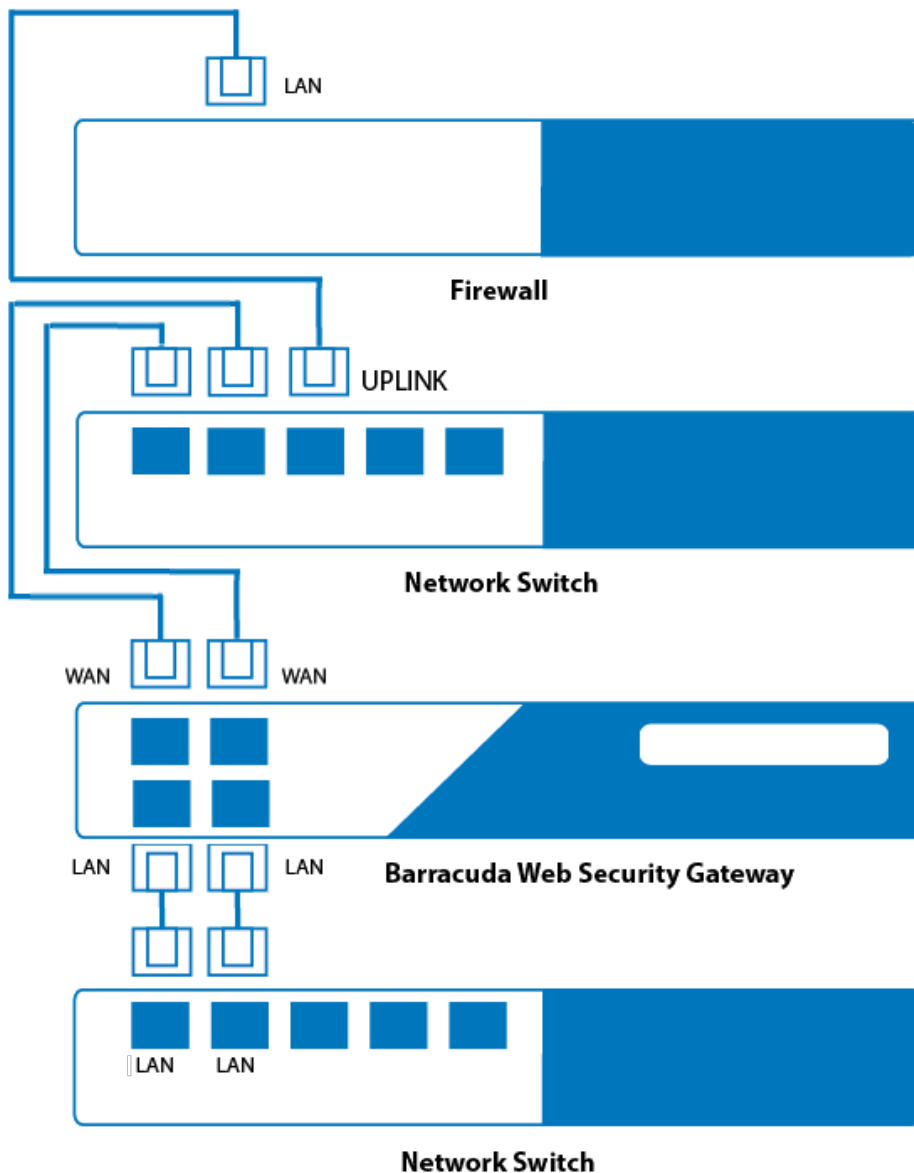 LAN
Firewall
UPLINK
Network Switch
WAN WAN
LAN LAN
Barracuda Web Security Gateway
LAN LAN
Network Switch